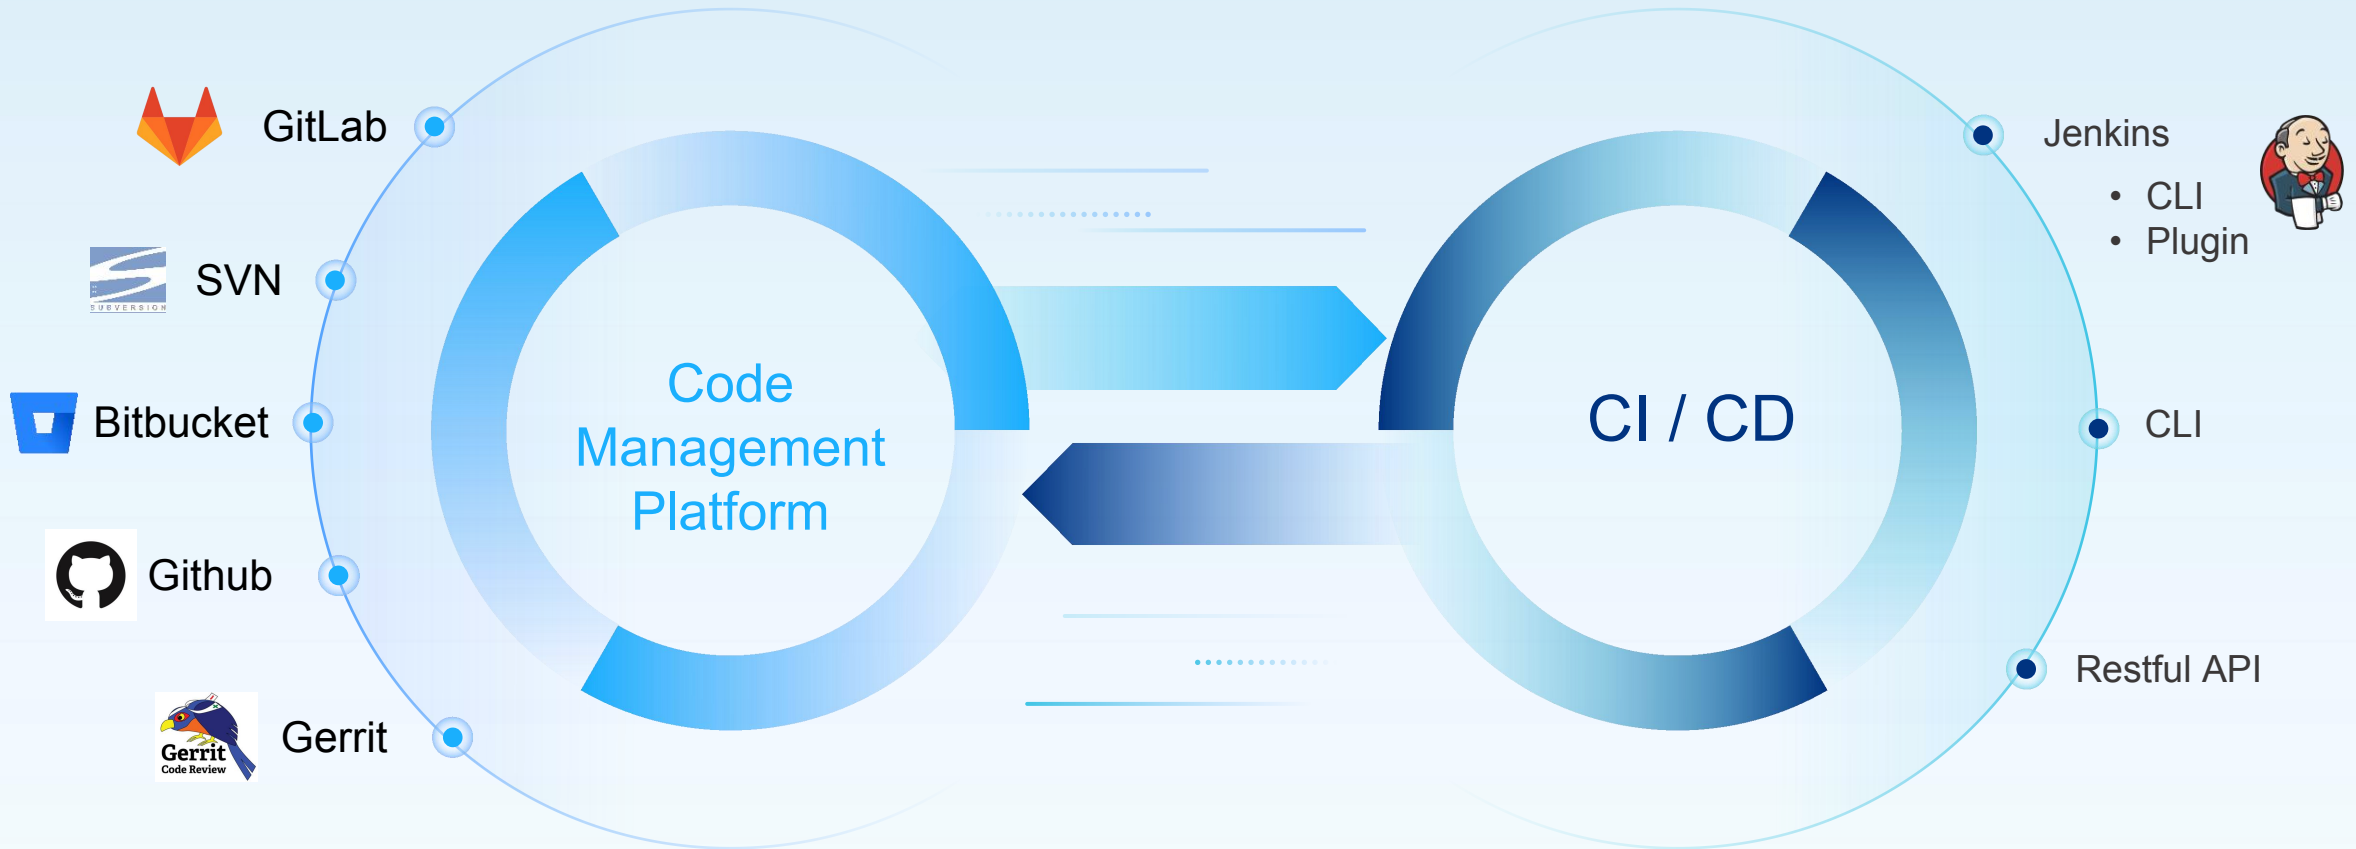 GitLab
SVN
SUBVERSION
Bitbucket
Github
Gerrit
Code Review
Gerrit
Code
Management
Platform
CI / CD
Jenkins
• CLI
• Plugin
CLI
Restful API